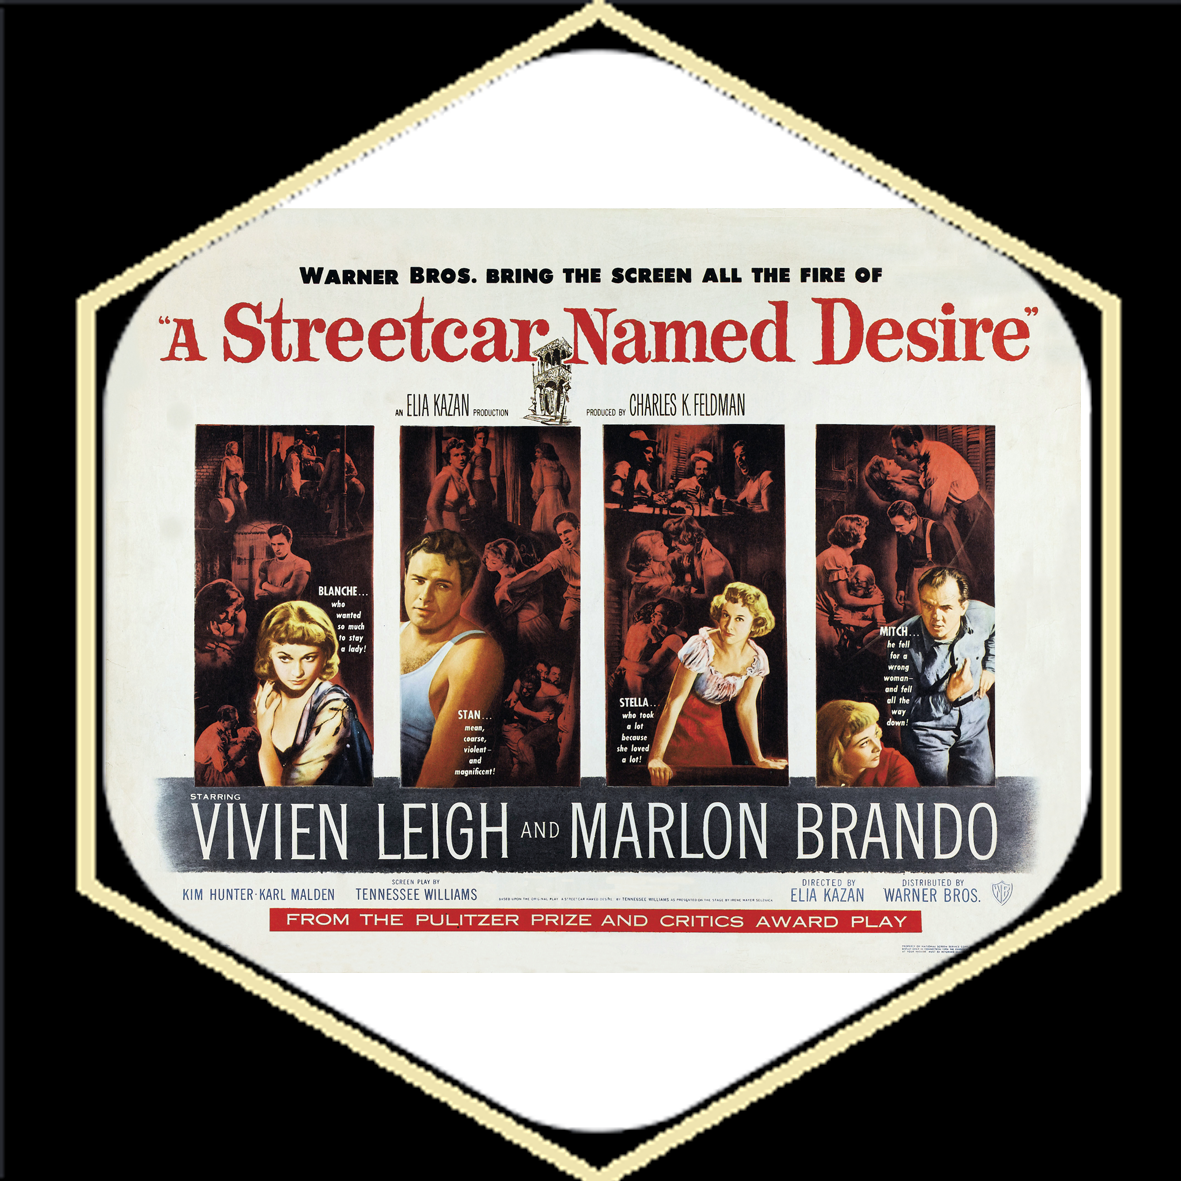 WARNER BROS. BRING THE SCREEN ALL THE FIRE OF
"A Streetcar Named Desire"
AN ELIA KAZAN PRODUCTION
PRODUCED BY CHARLES K. FELDMAN
BLANCHE...
who
wanted
so much
to stay
a lady!
STAN...
mean,
coarse,
violent-
and
magnificent!
STELLA...
who took
a lot
because
she loved
a lot!
MITCH...
he fell
for a
wrong
woman-
and fell
all the
way
down!
STARRING
VIVIEN LEIGH AND MARLON BRANDO
KIM HUNTER·KARL MALDEN
SCREEN PLAY BY
TENNESSEE WILLIAMS
DIRECTED BY
ELIA KAZAN
DISTRIBUTED BY
WARNER BROS.
WB
FROM THE PULITZER PRIZE AND CRITICS AWARD PLAY